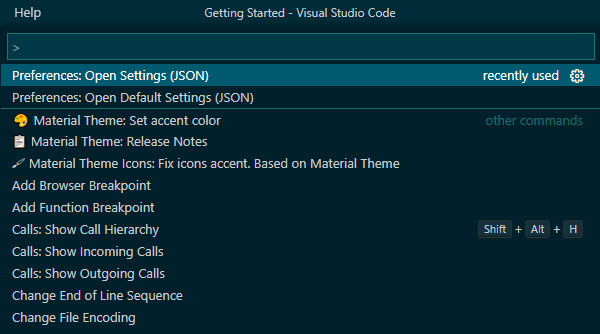 Help Getting Started - Visual Studio Code
>
Preferences: Open Settings (JSON) recently used
Preferences: Open Default Settings (JSON)
Material Theme: Set accent color other commands
Material Theme: Release Notes
Material Theme Icons: Fix icons accent. Based on Material Theme
Add Browser Breakpoint
Add Function Breakpoint
Calls: Show Call Hierarchy Shift + Alt + H
Calls: Show Incoming Calls
Calls: Show Outgoing Calls
Change End of Line Sequence
Change File Encoding